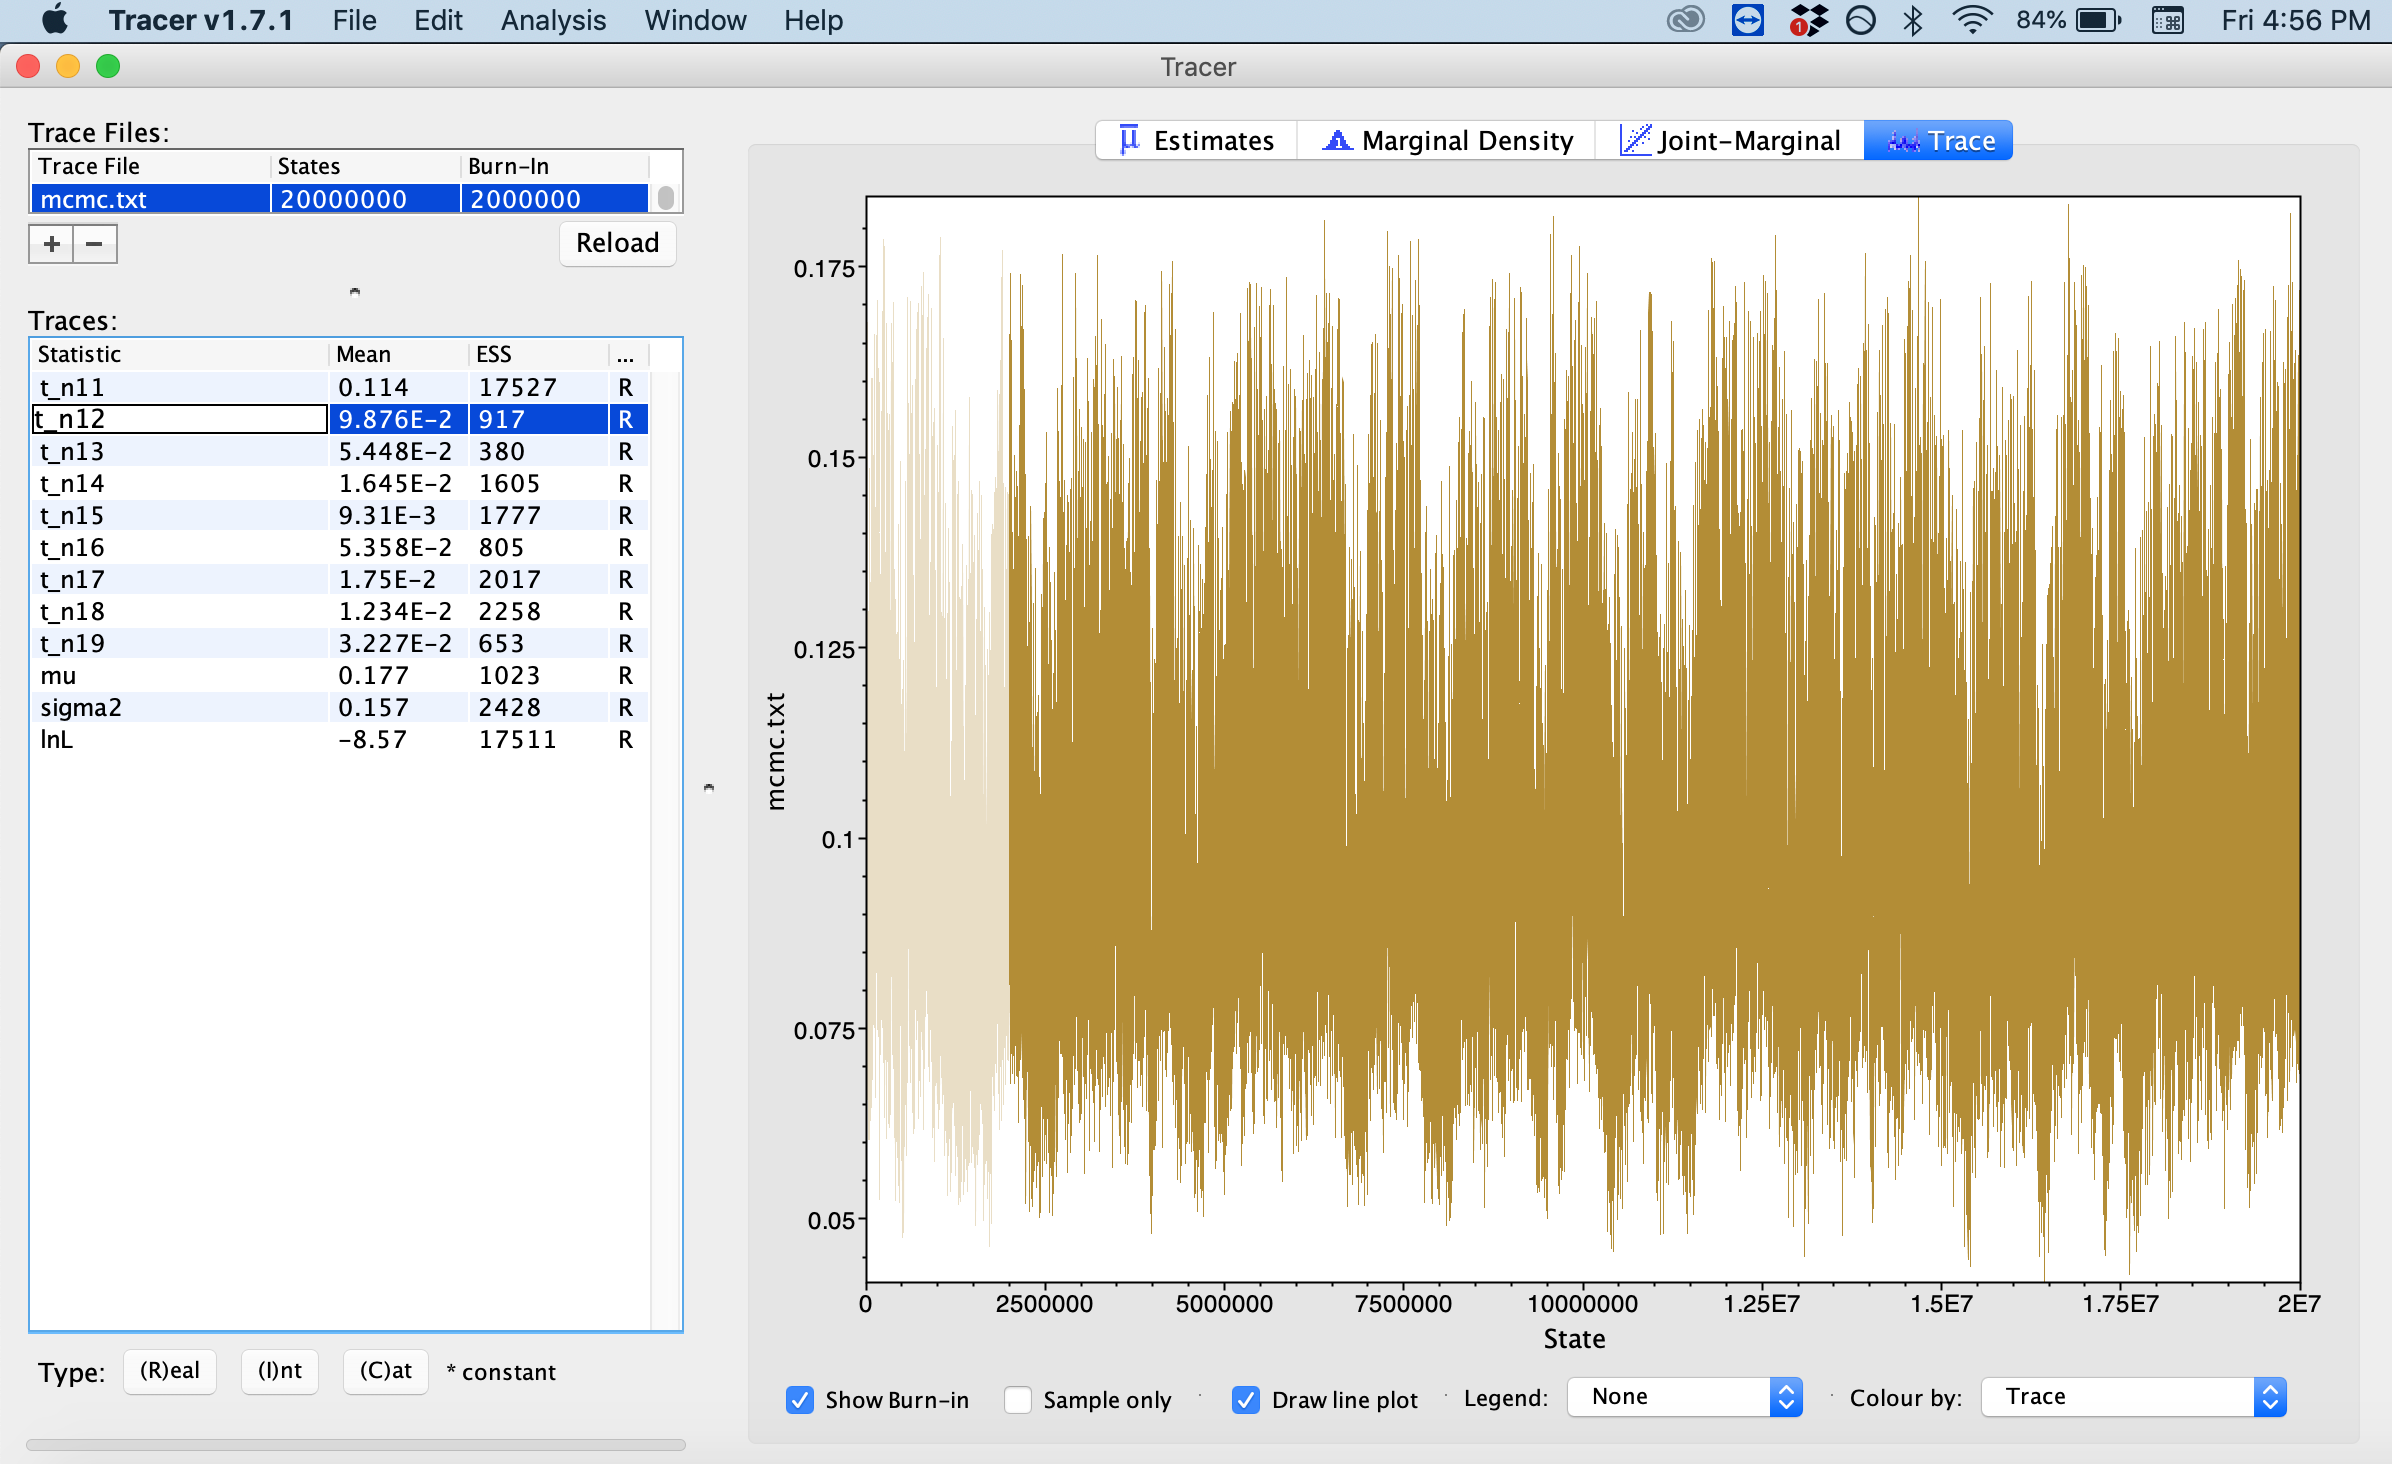 Tracer v1.7.1 File Edit Analysis Window Help 1 84% Fri 4:56 PM
Tracer
Trace Files:
Trace File States Burn-In
mcmc.txt 20000000 2000000
+ − Reload
Traces:
Statistic Mean ESS ...
t_n11 0.114 17527 R
t_n12 9.876E-2 917 R
t_n13 5.448E-2 380 R
t_n14 1.645E-2 1605 R
t_n15 9.31E-3 1777 R
t_n16 5.358E-2 805 R
t_n17 1.75E-2 2017 R
t_n18 1.234E-2 2258 R
t_n19 3.227E-2 653 R
mu 0.177 1023 R
sigma2 0.157 2428 R
lnL -8.57 17511 R
Type: (R)eal (I)nt (C)at * constant
Estimates Marginal Density Joint-Marginal Trace
0.175
0.15
0.125
0.1
0.075
0.05
mcmc.txt
0 2500000 5000000 7500000 10000000 1.25E7 1.5E7 1.75E7 2E7
State
Show Burn-in Sample only Draw line plot Legend: None Colour by: Trace